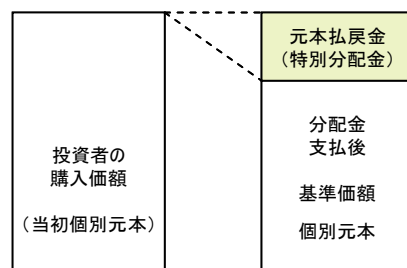 投資者の
購入価額
（当初個別元本）
元本払戻金
（特別分配金）
分配金
支払後
基準価額
個別元本